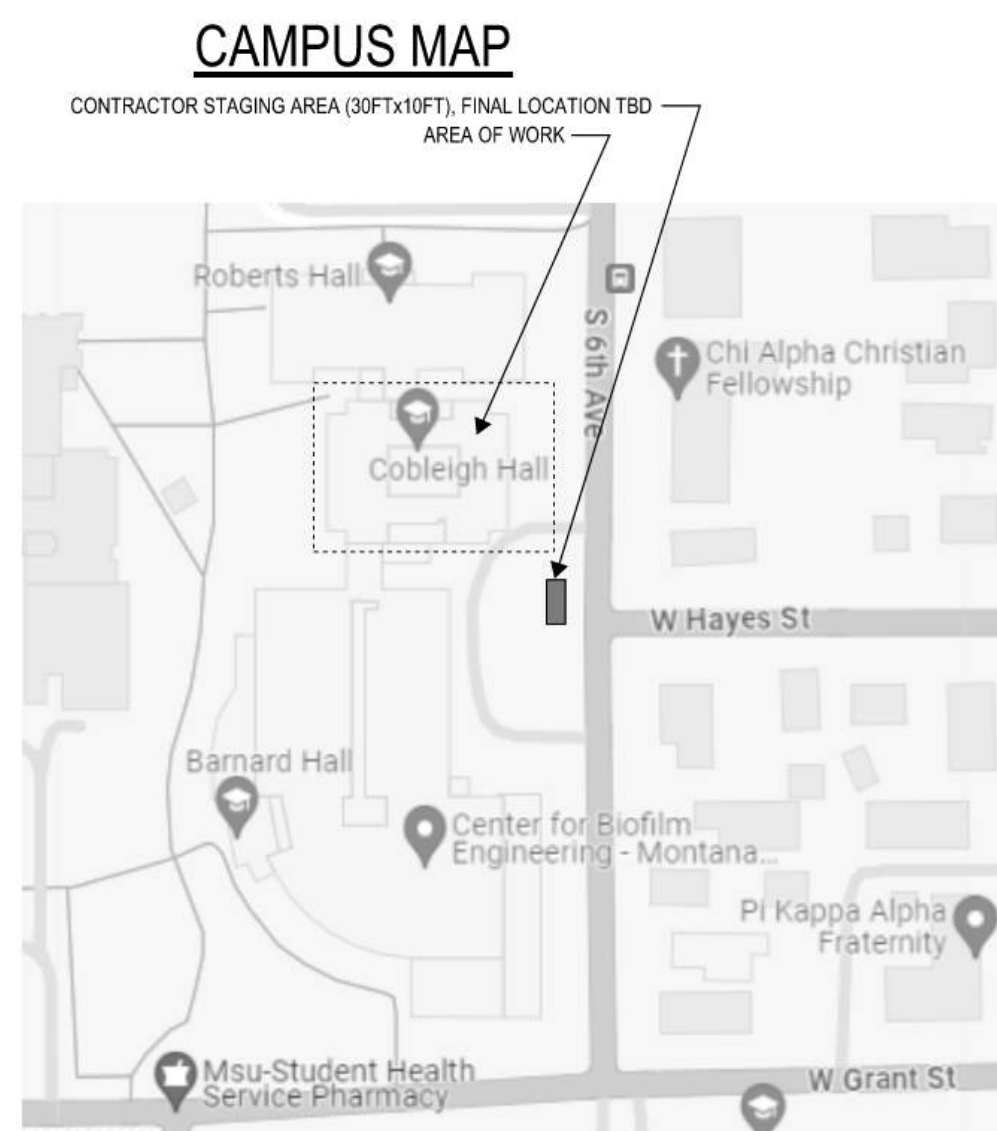 CAMPUS MAP
CONTRACTOR STAGING AREA (30FTx10FT), FINAL LOCATION TBD
AREA OF WORK
Roberts Hall
S 6th Ave
Chi Alpha Christian
Fellowship
Cobleigh Hall
W Hayes St
Barnard Hall
Center for Biofilm
Engineering - Montana...
Pi Kappa Alpha
Fraternity
Msu-Student Health
Service Pharmacy
W Grant St